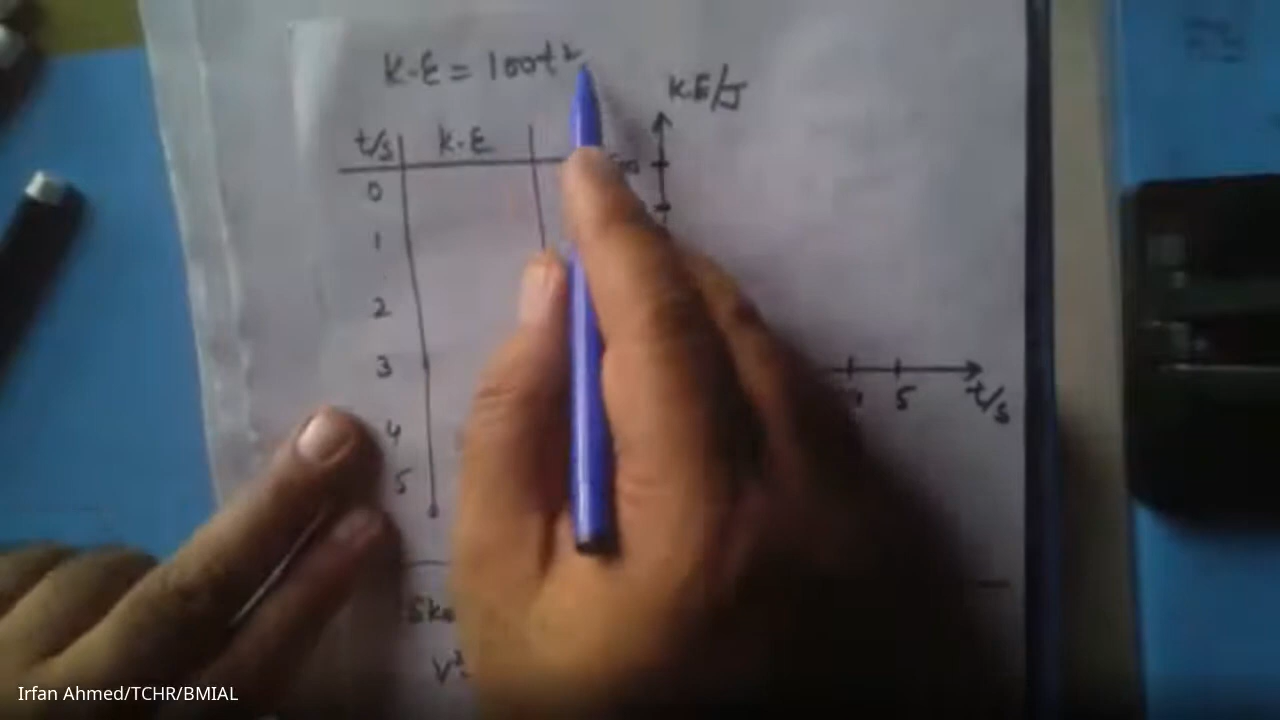 K.E = 100t²
K.E/J
t/s K.E
0
1
2
3
4
5
5
t/s
Irfan Ahmed/TCHR/BMIAL